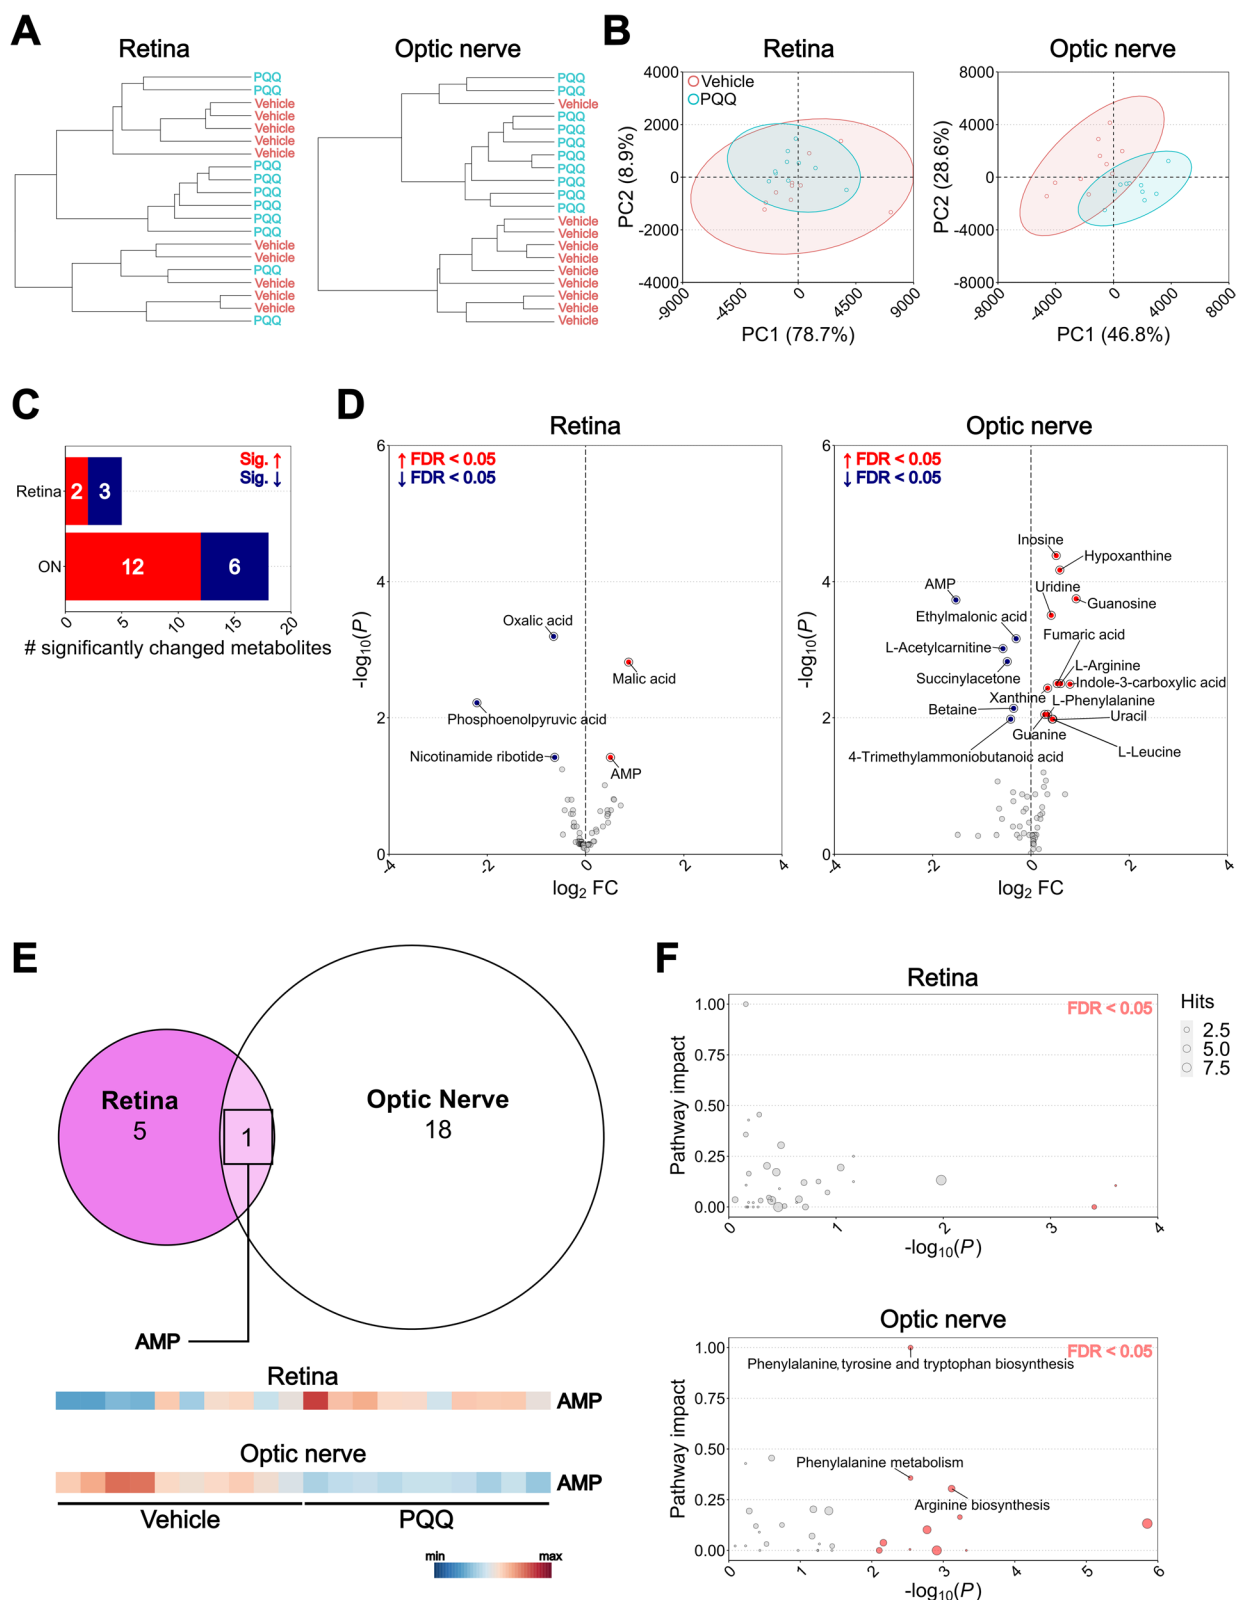 A
Retina
PQQ
PQQ
Vehicle
Vehicle
Vehicle
Vehicle
Vehicle
PQQ
PQQ
PQQ
PQQ
PQQ
PQQ
Vehicle
Vehicle
PQQ
Vehicle
Vehicle
Vehicle
PQQ
Optic nerve
PQQ
PQQ
Vehicle
PQQ
PQQ
PQQ
PQQ
PQQ
PQQ
PQQ
PQQ
Vehicle
Vehicle
Vehicle
Vehicle
Vehicle
Vehicle
Vehicle
Vehicle
Vehicle
B
Retina
Vehicle
PQQ
4000
2000
0
-2000
-4000
PC2 (8.9%)
-9000
-4500
0
4500
9000
PC1 (78.7%)
Optic nerve
8000
4000
0
-4000
-8000
PC2 (28.6%)
-8000
-4000
0
4000
8000
PC1 (46.8%)
C
Sig. ↑
Sig. ↓
Retina
2 3
ON
12 6
0 5 10 15 20
# significantly changed metabolites
D
Retina
↑ FDR < 0.05
↓ FDR < 0.05
6
4
2
0
-log10(P)
Oxalic acid
Malic acid
Phosphoenolpyruvic acid
Nicotinamide ribotide
AMP
-4 -2 0 2 4
log2 FC
Optic nerve
↑ FDR < 0.05
↓ FDR < 0.05
6
4
2
0
-log10(P)
Inosine
Hypoxanthine
AMP
Uridine
Guanosine
Ethylmalonic acid
Fumaric acid
L-Acetylcarnitine
L-Arginine
Succinylacetone
Indole-3-carboxylic acid
Xanthine
L-Phenylalanine
Betaine
Uracil
Guanine
L-Leucine
4-Trimethylammoniobutanoic acid
-4 -2 0 2 4
log2 FC
E
Retina
5
1
Optic Nerve
18
AMP
Retina
AMP
Optic nerve
AMP
Vehicle
PQQ
min
max
F
Retina
FDR < 0.05
1.00
0.75
0.50
0.25
0.00
Pathway impact
0 1 2 3 4
-log10(P)
Hits
2.5
5.0
7.5
Optic nerve
FDR < 0.05
1.00
0.75
0.50
0.25
0.00
Pathway impact
Phenylalanine, tyrosine and tryptophan biosynthesis
Phenylalanine metabolism
Arginine biosynthesis
0 1 2 3 4 5 6
-log10(P)